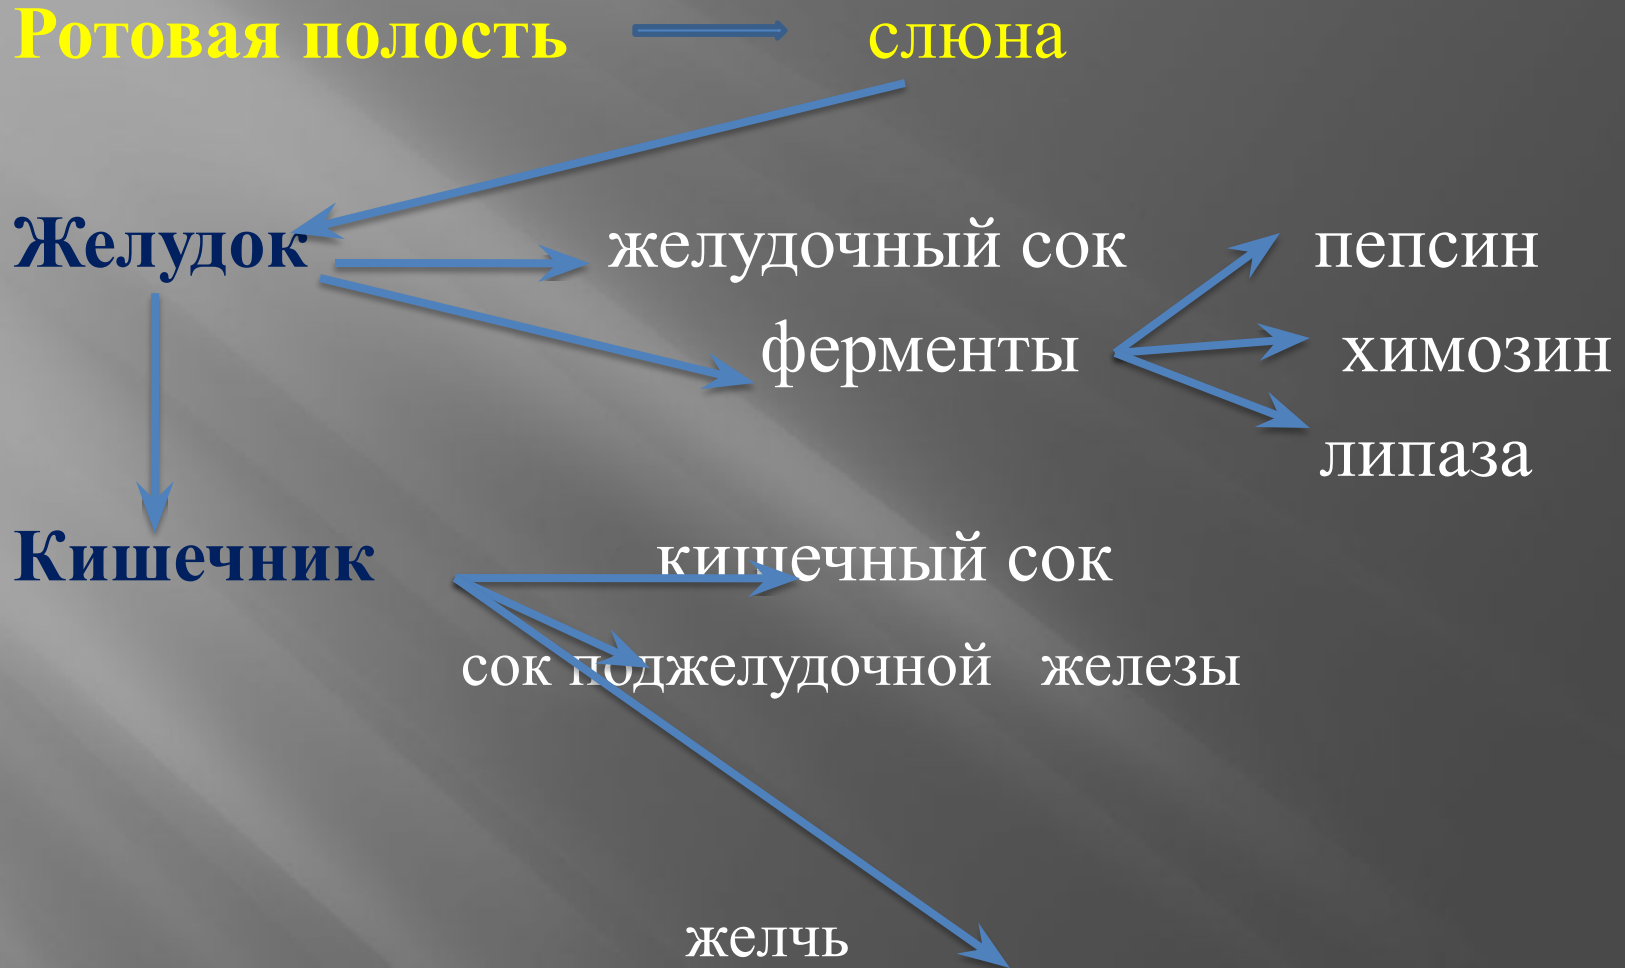 Ротовая полость слюна
Желудок желудочный сок пепсин
ферменты химозин
липаза
Кишечник кишечный сок
сок поджелудочной железы
желчь